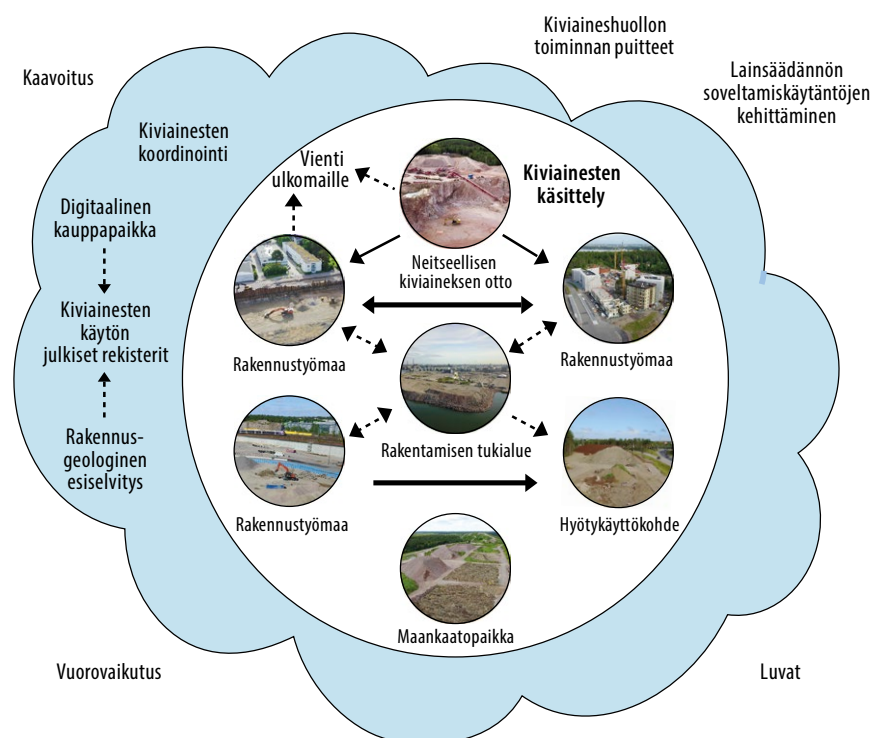 Kiviaineshuollon
toiminnan puitteet
Kaavoitus
Lainsäädännön
soveltamiskäytäntöjen
kehittäminen
Kiviainesten
koordinointi
Vienti
ulkomaille
Kiviainesten
käsittely
Digitaalinen
kauppapaikka
Neitseellisen
kiviaineksen otto
Kiviainesten
käytön
julkiset rekisterit
Rakennustyömaa
Rakennustyömaa
Rakennus-
geologinen
esiselvitys
Rakentamisen tukialue
Rakennustyömaa
Hyötykäyttökohde
Maankaatopaikka
Vuorovaikutus
Luvat